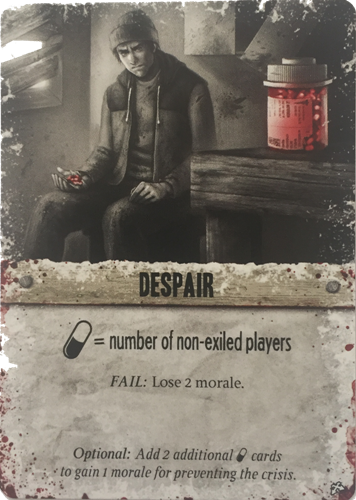 DESPAIR
= number of non-exiled players
FAIL: Lose 2 morale.
Optional: Add 2 additional cards
to gain 1 morale for preventing the crisis.